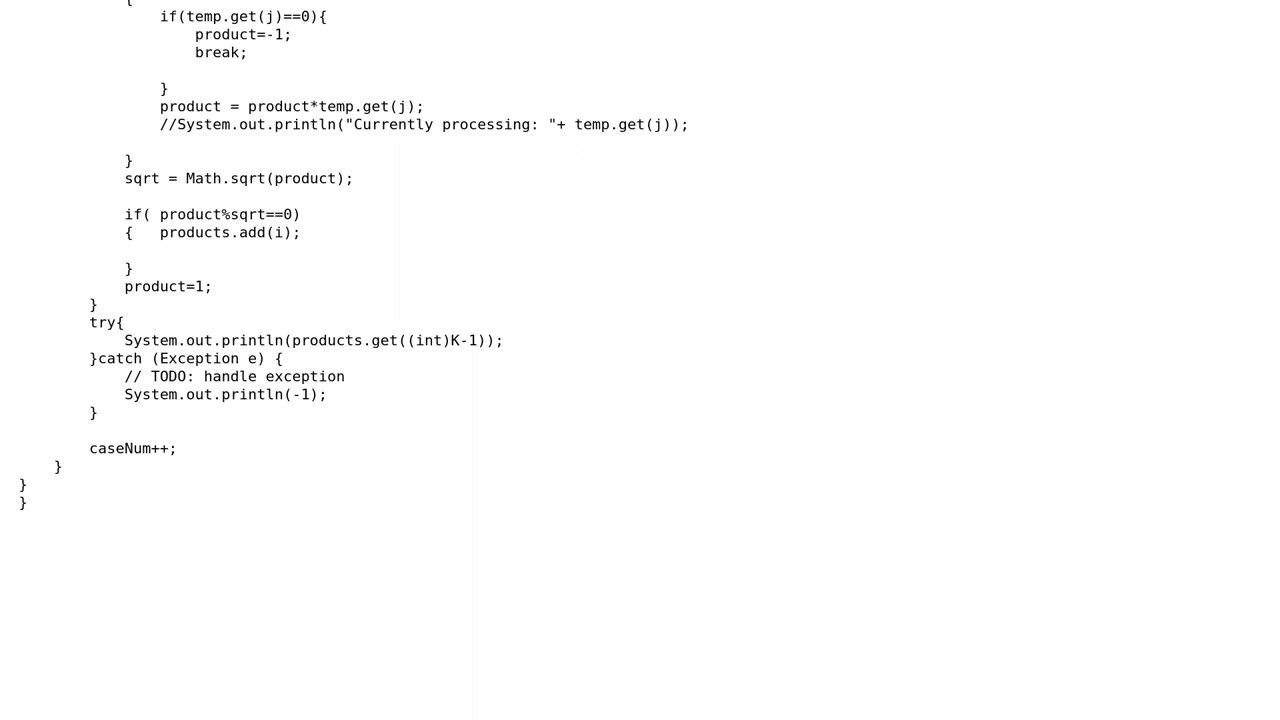 {
if(temp.get(j)==0){
product=-1;
break;
}
product = product*temp.get(j);
//System.out.println("Currently processing: "+ temp.get(j));
}
sqrt = Math.sqrt(product);
if( product%sqrt==0)
{   products.add(i);
}
product=1;
}
try{
System.out.println(products.get((int)K-1));
}catch (Exception e) {
// TODO: handle exception
System.out.println(-1);
}
caseNum++;
}
}
}